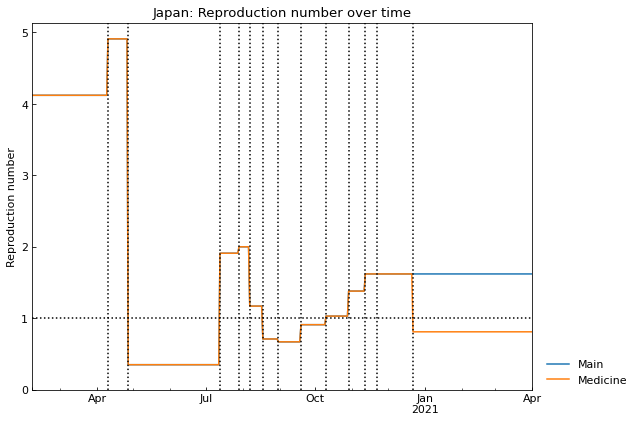 Japan: Reproduction number over time
Reproduction number
5
4
3
2
1
0
Apr
Jul
Oct
Jan
2021
Apr
Main
Medicine